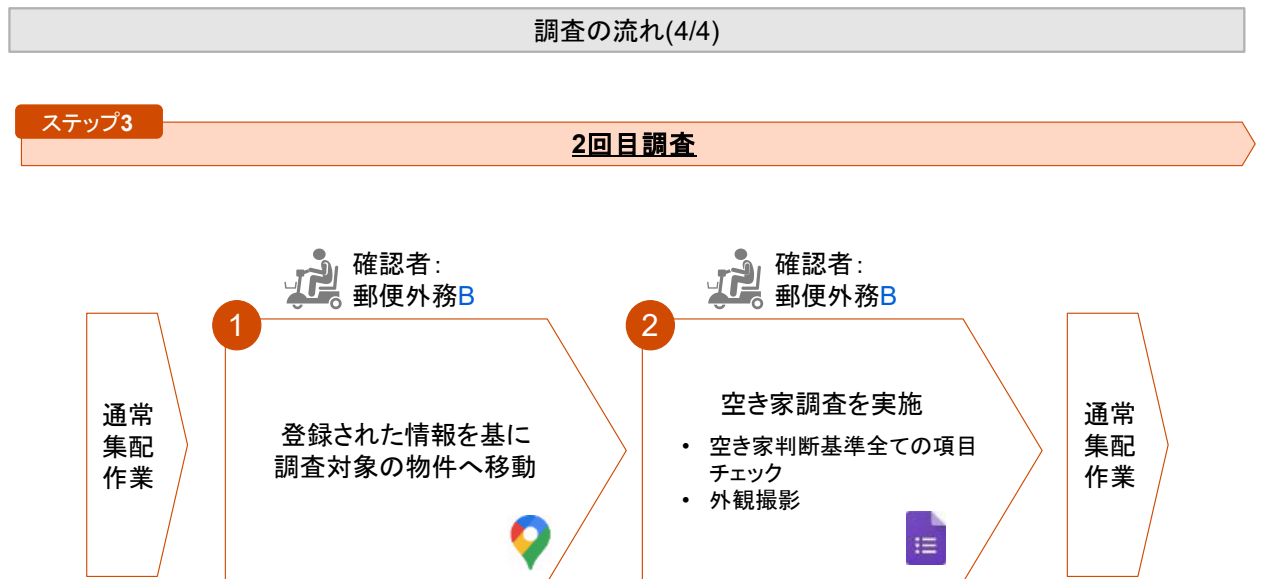 調査の流れ(4/4)
ステップ3
2回目調査
確認者:
郵便外務B
確認者:
郵便外務B
通常
集配
作業
1
登録された情報を基に
調査対象の物件へ移動
2
空き家調査を実施
• 空き家判断基準全ての項目
チェック
• 外観撮影
通常
集配
作業